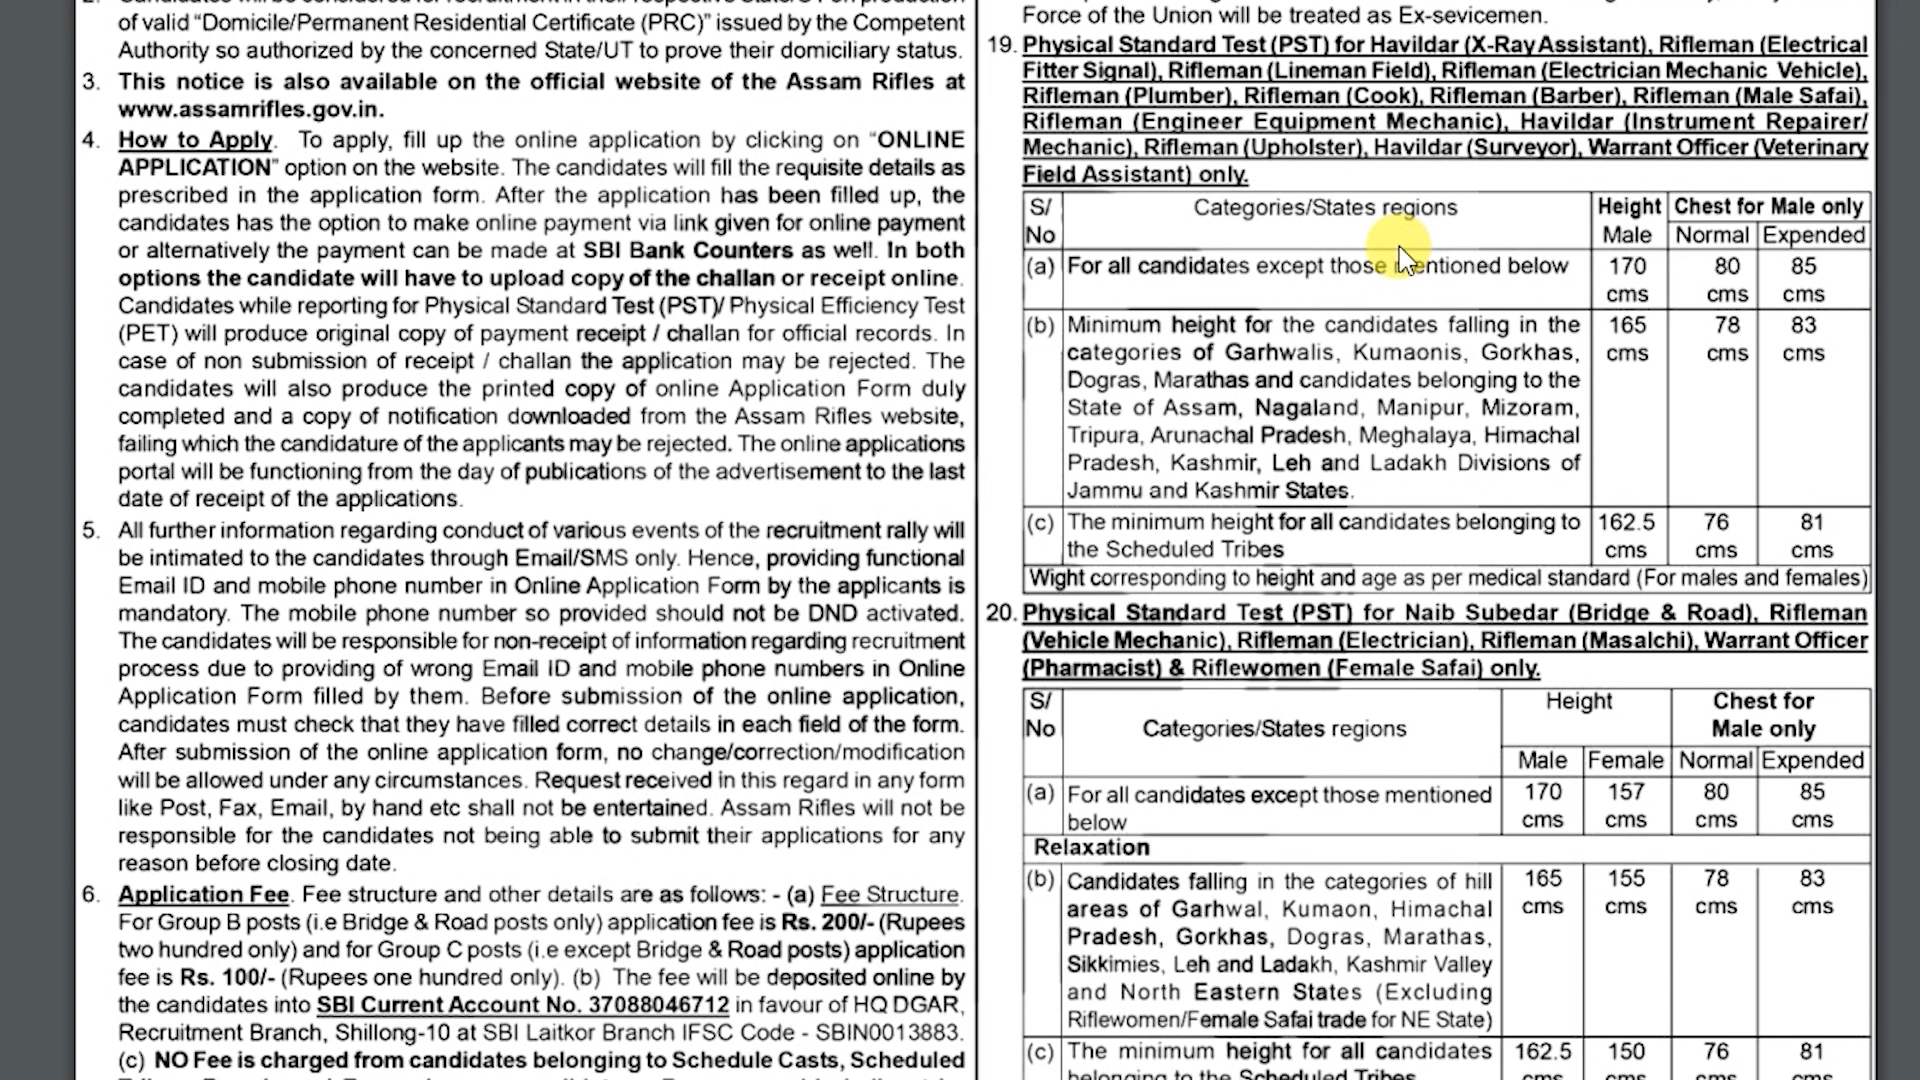 of valid “Domicile/Permanent Residential Certificate (PRC)” issued by the Competent
Authority so authorized by the concerned State/UT to prove their domiciliary status.
3. This notice is also available on the official website of the Assam Rifles at
www.assamrifles.gov.in.
4. How to Apply. To apply, fill up the online application by clicking on “ONLINE
APPLICATION” option on the website. The candidates will fill the requisite details as
prescribed in the application form. After the application has been filled up, the
candidates has the option to make online payment via link given for online payment
or alternatively the payment can be made at SBI Bank Counters as well. In both
options the candidate will have to upload copy of the challan or receipt online.
Candidates while reporting for Physical Standard Test (PST)/ Physical Efficiency Test
(PET) will produce original copy of payment receipt / challan for official records. In
case of non submission of receipt / challan the application may be rejected. The
candidates will also produce the printed copy of online Application Form duly
completed and a copy of notification downloaded from the Assam Rifles website,
failing which the candidature of the applicants may be rejected. The online applications
portal will be functioning from the day of publications of the advertisement to the last
date of receipt of the applications.
5. All further information regarding conduct of various events of the recruitment rally will
be intimated to the candidates through Email/SMS only. Hence, providing functional
Email ID and mobile phone number in Online Application Form by the applicants is
mandatory. The mobile phone number so provided should not be DND activated.
The candidates will be responsible for non-receipt of information regarding recruitment
process due to providing of wrong Email ID and mobile phone numbers in Online
Application Form filled by them. Before submission of the online application,
candidates must check that they have filled correct details in each field of the form.
After submission of the online application form, no change/correction/modification
will be allowed under any circumstances. Request received in this regard in any form
like Post, Fax, Email, by hand etc shall not be entertained. Assam Rifles will not be
responsible for the candidates not being able to submit their applications for any
reason before closing date.
6. Application Fee. Fee structure and other details are as follows: - (a) Fee Structure.
For Group B posts (i.e Bridge & Road posts only) application fee is Rs. 200/- (Rupees
two hundred only) and for Group C posts (i.e except Bridge & Road posts) application
fee is Rs. 100/- (Rupees one hundred only). (b) The fee will be deposited online by
the candidates into SBI Current Account No. 37088046712 in favour of HQ DGAR,
Recruitment Branch, Shillong-10 at SBI Laitkor Branch IFSC Code - SBIN0013883.
(c) NO Fee is charged from candidates belonging to Schedule Casts, Scheduled
Force of the Union will be treated as Ex-sevicemen.
19. Physical Standard Test (PST) for Havildar (X-Ray Assistant), Rifleman (Electrical
Fitter Signal), Rifleman (Lineman Field), Rifleman (Electrician Mechanic Vehicle),
Rifleman (Plumber), Rifleman (Cook), Rifleman (Barber), Rifleman (Male Safai),
Rifleman (Engineer Equipment Mechanic), Havildar (Instrument Repairer/
Mechanic), Rifleman (Upholster), Havildar (Surveyor), Warrant Officer (Veterinary
Field Assistant) only.
S/ Categories/States regions Height Chest for Male only
No Male Normal Expended
(a) For all candidates except those mentioned below 170 80 85
cms cms cms
(b) Minimum height for the candidates falling in the 165 78 83
categories of Garhwalis, Kumaonis, Gorkhas, cms cms cms
Dogras, Marathas and candidates belonging to the
State of Assam, Nagaland, Manipur, Mizoram,
Tripura, Arunachal Pradesh, Meghalaya, Himachal
Pradesh, Kashmir, Leh and Ladakh Divisions of
Jammu and Kashmir States.
(c) The minimum height for all candidates belonging to 162.5 76 81
the Scheduled Tribes cms cms cms
Wight corresponding to height and age as per medical standard (For males and females)
20. Physical Standard Test (PST) for Naib Subedar (Bridge & Road), Rifleman
(Vehicle Mechanic), Rifleman (Electrician), Rifleman (Masalchi), Warrant Officer
(Pharmacist) & Riflewomen (Female Safai) only.
S/ Height Chest for
No Categories/States regions Male only
Male Female Normal Expended
(a) For all candidates except those mentioned 170 157 80 85
below cms cms cms cms
Relaxation
(b) Candidates falling in the categories of hill 165 155 78 83
areas of Garhwal, Kumaon, Himachal cms cms cms cms
Pradesh, Gorkhas, Dogras, Marathas,
Sikkimies, Leh and Ladakh, Kashmir Valley
and North Eastern States (Excluding
Riflewomen/Female Safai trade for NE State)
(c) The minimum height for all candidates 162.5 150 76 81
belonging to the Scheduled Tribes cms cms cms cms